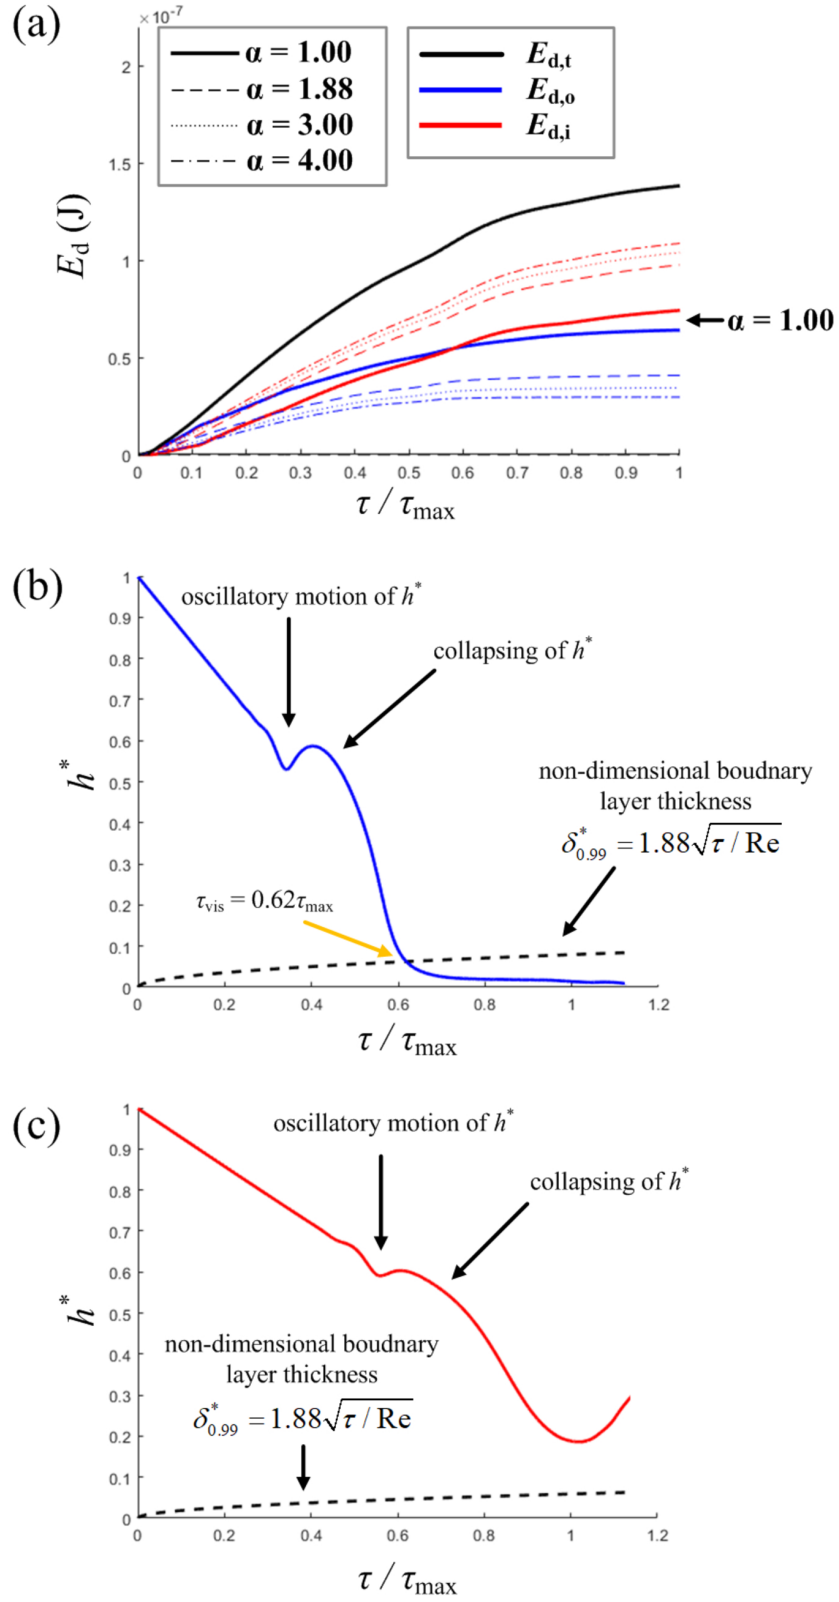 (a)
× 10⁻⁷
α = 1.00
α = 1.88
α = 3.00
α = 4.00
E_d,t
E_d,o
E_d,i
2
1.5
1
0.5
0
E_d (J)
α = 1.00
0 0.1 0.2 0.3 0.4 0.5 0.6 0.7 0.8 0.9 1
τ / τ_max
(b)
1
0.9
0.8
0.7
0.6
0.5
0.4
0.3
0.2
0.1
0
h*
oscillatory motion of h*
collapsing of h*
non-dimensional boudnary
layer thickness
δ*_0.99 = 1.88√(τ / Re)
τ_vis = 0.62τ_max
0 0.2 0.4 0.6 0.8 1 1.2
τ / τ_max
(c)
1
0.9
0.8
0.7
0.6
0.5
0.4
0.3
0.2
0.1
0
h*
oscillatory motion of h*
collapsing of h*
non-dimensional boudnary
layer thickness
δ*_0.99 = 1.88√(τ / Re)
0 0.2 0.4 0.6 0.8 1 1.2
τ / τ_max